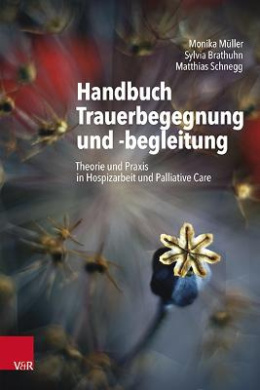 Monika Müller
Sylvia Brathuhn
Matthias Schnegg
Handbuch
Trauerbegegnung
und -begleitung
Theorie und Praxis
in Hospizarbeit und Palliative Care
V&R